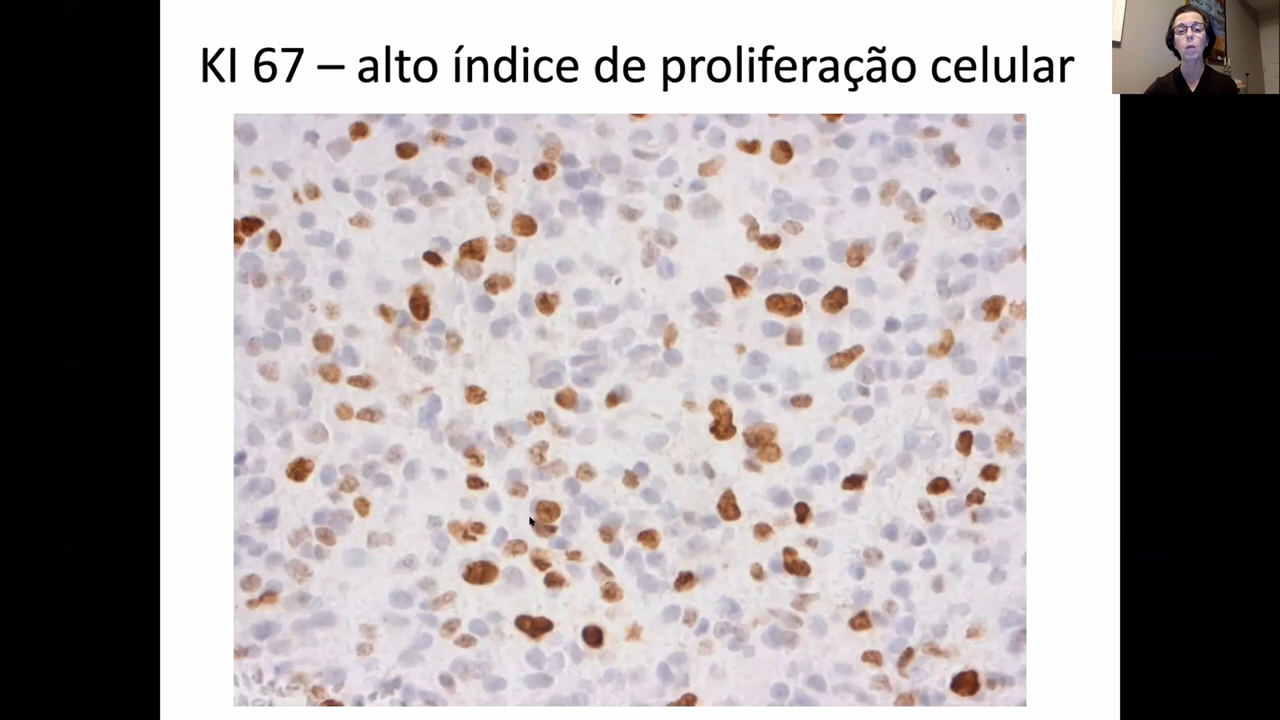 KI 67 – alto índice de proliferação celular